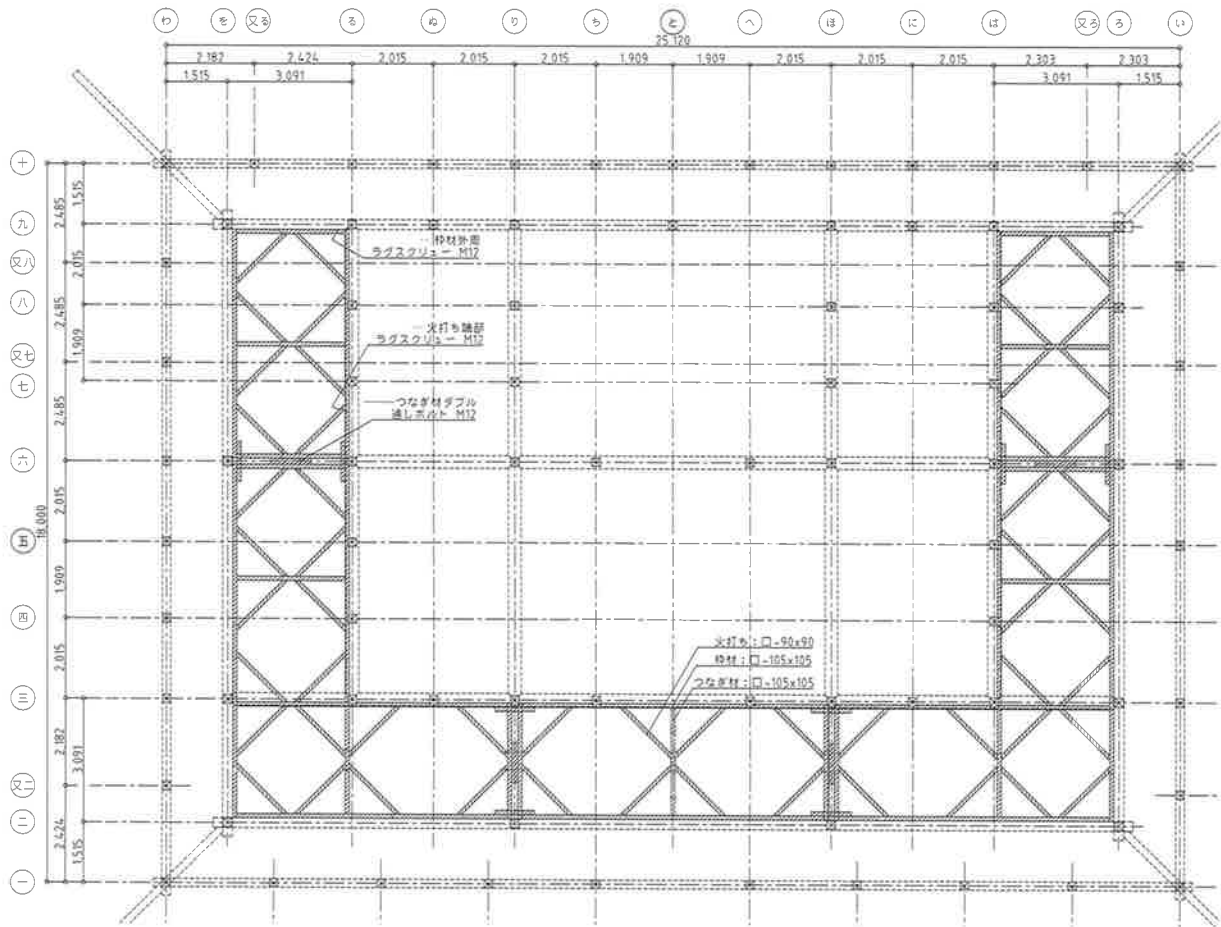 わ を 又る る ぬ り ち と へ ほ に は 又ろ ろ い
25.120
2.182 2.424 2.015 2.015 2.015 1.909 1.909 2.015 2.015 2.015 2.303 2.303
1.515 3.091 3.091 1.515
十
九
又八
八
又七
七
六
五
四
三
又二
二
一
18.000
2.485
2.485
2.485
2.015
1.909
2.015
2.182
2.424
1.515
2.015
1.909
3.091
1.515
枠材外周
ラグスクリュー M12
火打ち端部
ラグスクリュー M12
つなぎ材ダブル
通しボルト M12
火打ち：□-90x90
枠材：□-105x105
つなぎ材：□-105x105